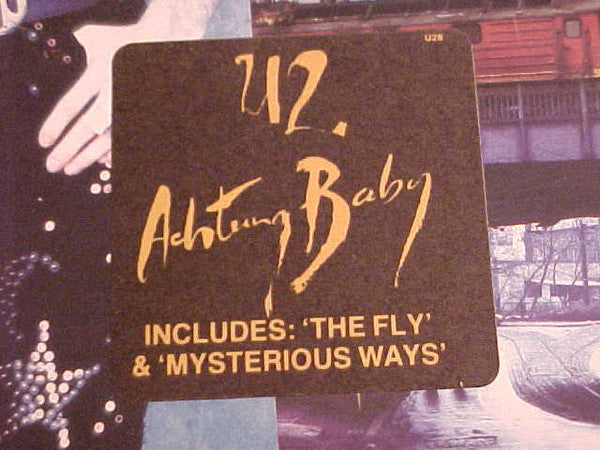 U28
U2.
Achtung Baby
INCLUDES: ‘THE FLY’
& ‘MYSTERIOUS WAYS’